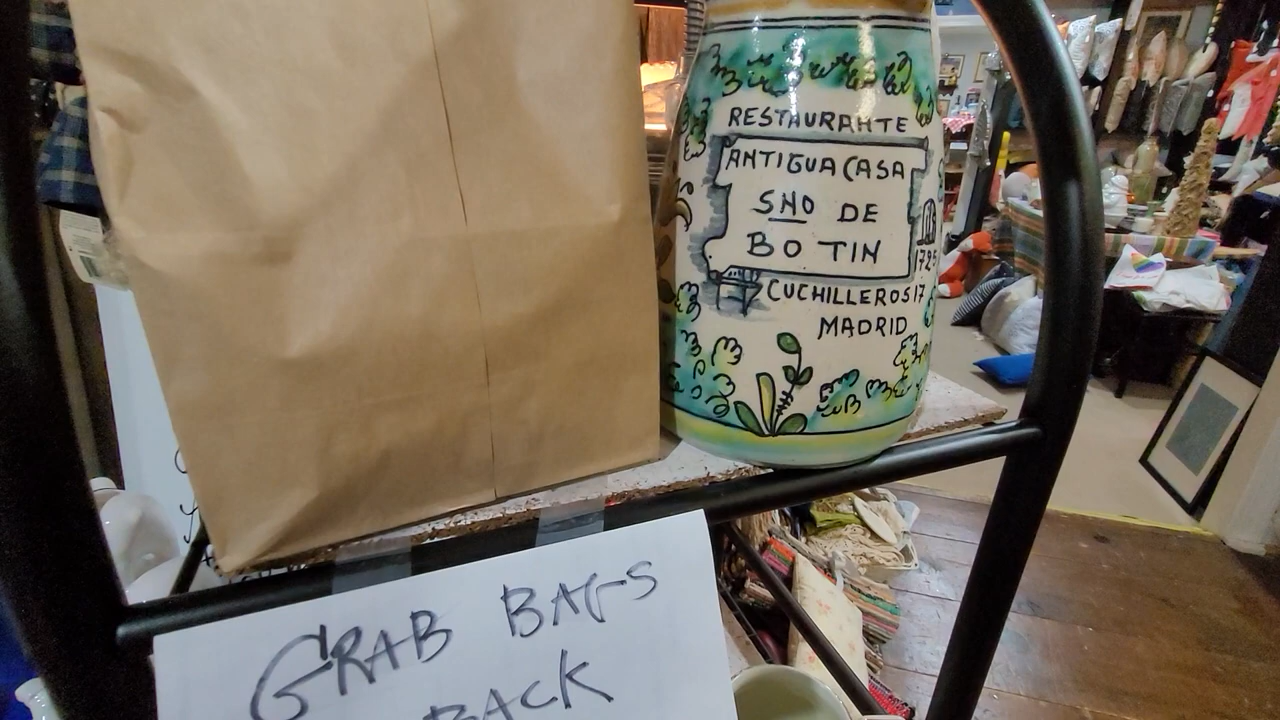 RESTAURANTE
ANTIGUA CASA
SNO DE
BOTIN
1725
CUCHILLEROS 17
MADRID
GRAB BAGS
BACK